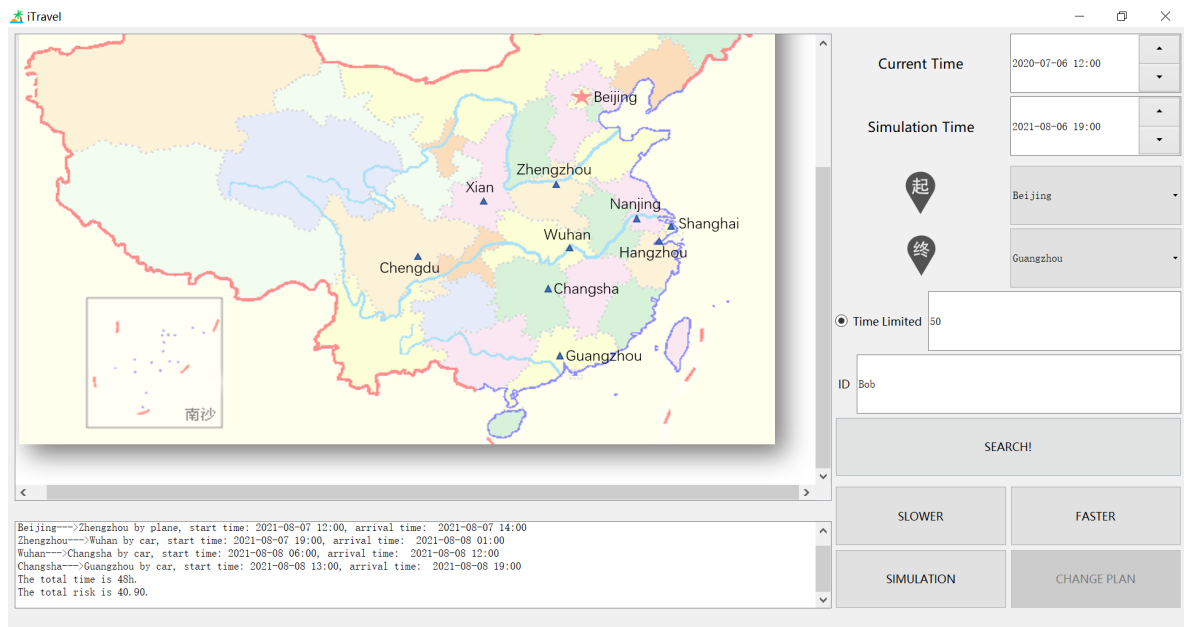 iTravel
Beijing
Zhengzhou
Xian
Nanjing
Shanghai
Wuhan
Hangzhou
Chengdu
Changsha
Guangzhou
南沙
Current Time
2020-07-06 12:00
Simulation Time
2021-08-06 19:00
起
Beijing
终
Guangzhou
Time Limited
50
ID
Bob
SEARCH!
SLOWER
FASTER
SIMULATION
CHANGE PLAN
Beijing--->Zhengzhou by plane, start time: 2021-08-07 12:00, arrival time:  2021-08-07 14:00
Zhengzhou--->Wuhan by car, start time: 2021-08-07 19:00, arrival time:  2021-08-08 01:00
Wuhan--->Changsha by car, start time: 2021-08-08 06:00, arrival time:  2021-08-08 12:00
Changsha--->Guangzhou by car, start time: 2021-08-08 13:00, arrival time:  2021-08-08 19:00
The total time is 48h.
The total risk is 40.90.